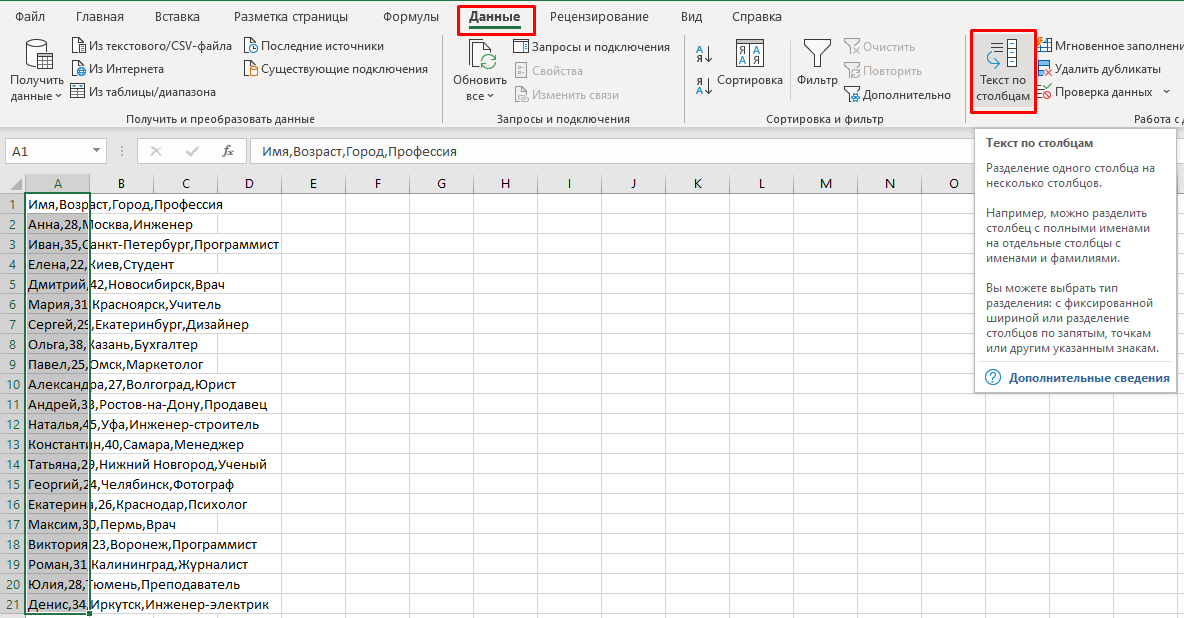 Файл Главная Вставка Разметка страницы Формулы Данные Рецензирование Вид Справка
Получить данные
Из текстового/CSV-файла
Из Интернета
Из таблицы/диапазона
Последние источники
Существующие подключения
Получить и преобразовать данные
Обновить все
Запросы и подключения
Свойства
Изменить связи
Запросы и подключения
А
Я
Я
А
Сортировка
Фильтр
Очистить
Повторить
Дополнительно
Сортировка и фильтр
Текст по столбцам
Мгновенное заполнени
Удалить дубликаты
Проверка данных
Работа с д
A1 fx Имя,Возраст,Город,Профессия
A B C D E F G H I J K L M N O
1 Имя,Возраст,Город,Профессия
2 Анна,28,Москва,Инженер
3 Иван,35,Санкт-Петербург,Программист
4 Елена,22,Киев,Студент
5 Дмитрий,42,Новосибирск,Врач
6 Мария,31,Красноярск,Учитель
7 Сергей,29,Екатеринбург,Дизайнер
8 Ольга,38,Казань,Бухгалтер
9 Павел,25,Омск,Маркетолог
10 Александра,27,Волгоград,Юрист
11 Андрей,33,Ростов-на-Дону,Продавец
12 Наталья,45,Уфа,Инженер-строитель
13 Константин,40,Самара,Менеджер
14 Татьяна,29,Нижний Новгород,Ученый
15 Георгий,24,Челябинск,Фотограф
16 Екатерина,26,Краснодар,Психолог
17 Максим,30,Пермь,Врач
18 Виктория,23,Воронеж,Программист
19 Роман,31,Калининград,Журналист
20 Юлия,28,Тюмень,Преподаватель
21 Денис,34,Иркутск,Инженер-электрик
Текст по столбцам
Разделение одного столбца на
несколько столбцов.
Например, можно разделить
столбец с полными именами
на отдельные столбцы с
именами и фамилиями.
Вы можете выбрать тип
разделения: с фиксированной
шириной или разделение
столбцов по запятым, точкам
или другим указанным знакам.
Дополнительные сведения